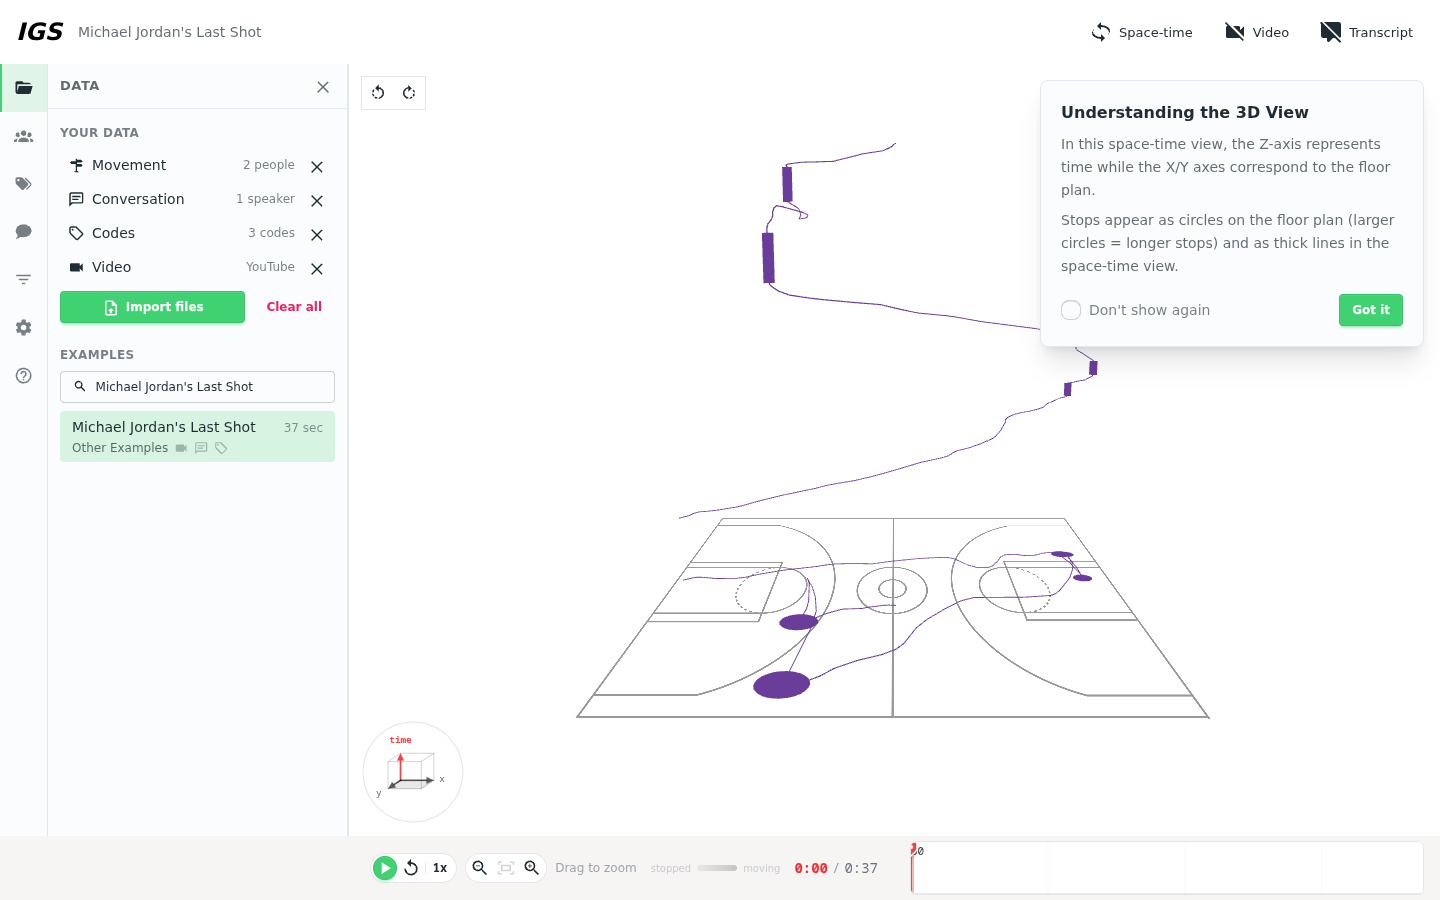 IGS Michael Jordan's Last Shot
Space-time
Video
Transcript
DATA
YOUR DATA
Movement 2 people
Conversation 1 speaker
Codes 3 codes
Video YouTube
Import files
Clear all
EXAMPLES
Michael Jordan's Last Shot
Michael Jordan's Last Shot 37 sec
Other Examples
Understanding the 3D View
In this space-time view, the Z-axis represents
time while the X/Y axes correspond to the floor
plan.
Stops appear as circles on the floor plan (larger
circles = longer stops) and as thick lines in the
space-time view.
Don't show again
Got it
time
x
y
1x
Drag to zoom
stopped
moving
0:00 / 0:37